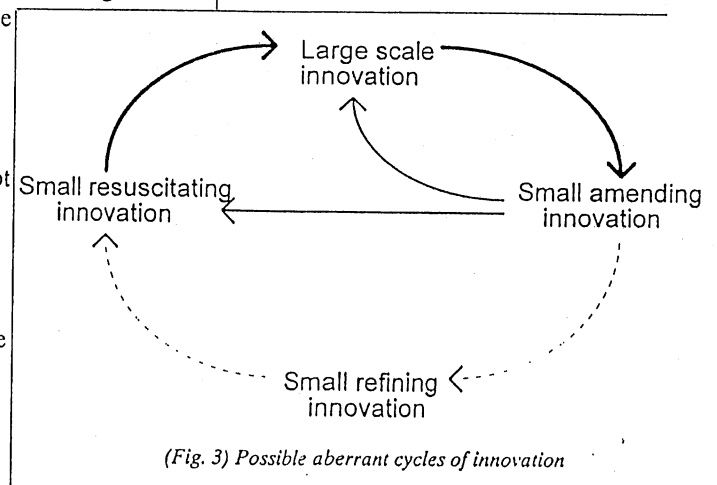 e
Large scale
innovation
ot
Small resuscitating
innovation
Small amending
innovation
e
Small refining
innovation
(Fig. 3) Possible aberrant cycles of innovation